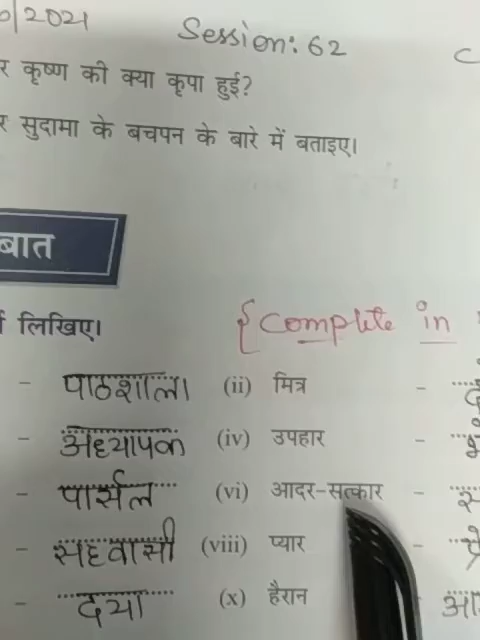 /2021 Session: 62
र कृष्ण की क्या कृपा हुई?
र सुदामा के बचपन के बारे में बताइए।
बात
लिखिए। {Complete in
- पाठशाला (ii) मित्र -
- अध्यापक (iv) उपहार -
- पार्सल (vi) आदर-सत्कार -
- सहवासी (viii) प्यार -
- दया (x) हैरान -